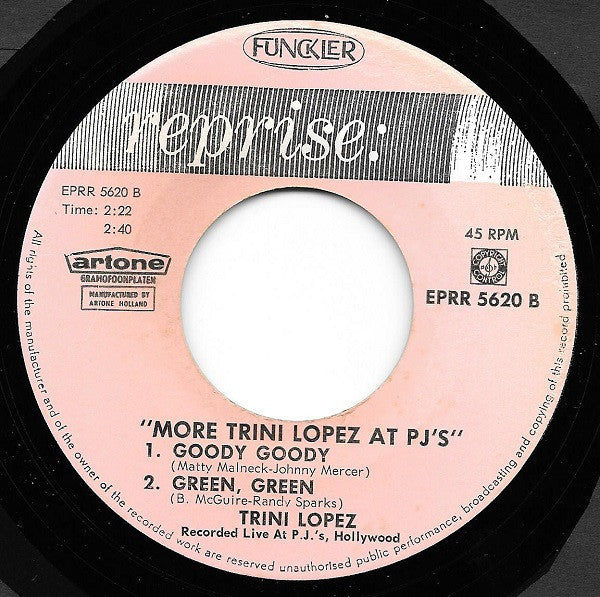 FUNCKLER
reprise:
EPRR 5620 B
Time: 2:22
2:40
45 RPM
artone
GRAMOFOONPLATEN
MANUFACTURED BY
ARTONE HOLLAND
COPYRIGHT
CONTROL
EPRR 5620 B
"MORE TRINI LOPEZ AT PJ'S"
1. GOODY GOODY
(Matty Malneck-Johnny Mercer)
2. GREEN, GREEN
(B. McGuire-Randy Sparks)
TRINI LOPEZ
Recorded Live At P.J.'s, Hollywood
All rights of the manufacturer and of the owner of the recorded work are reserved unauthorised public performance, broadcasting and copying of this record prohibited